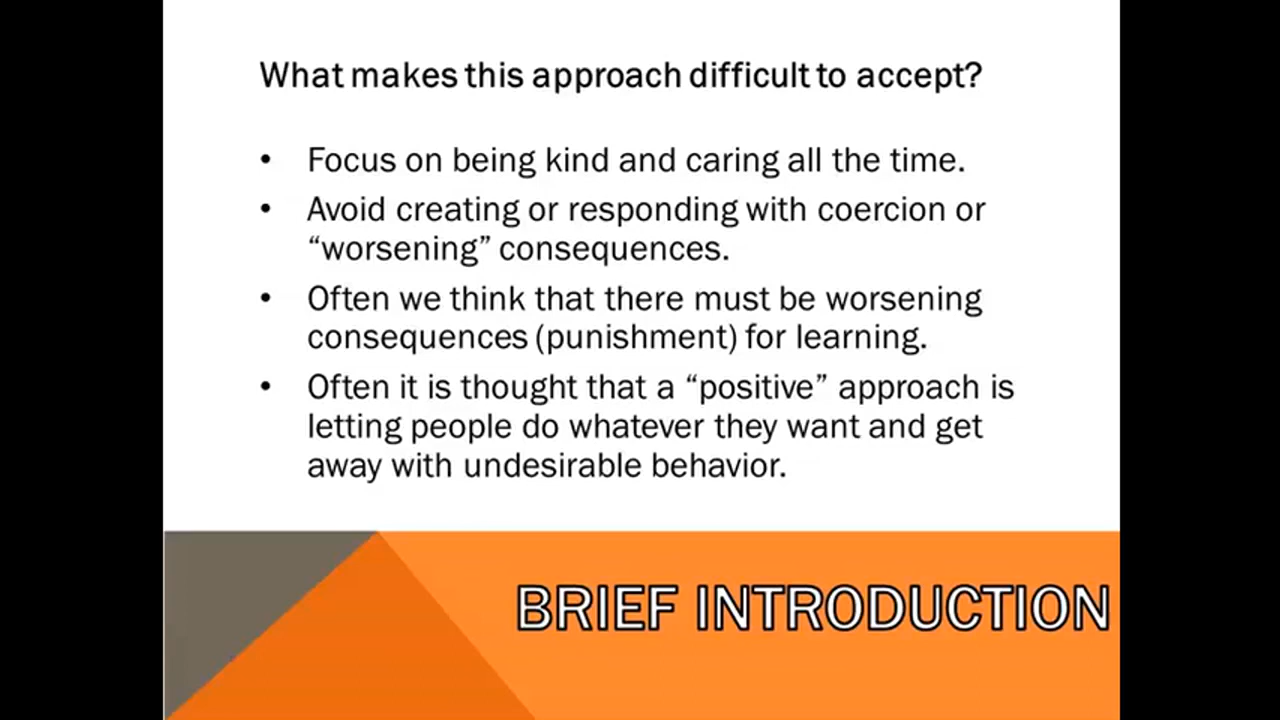 What makes this approach difficult to accept?
• Focus on being kind and caring all the time.
• Avoid creating or responding with coercion or
“worsening” consequences.
• Often we think that there must be worsening
consequences (punishment) for learning.
• Often it is thought that a “positive” approach is
letting people do whatever they want and get
away with undesirable behavior.
BRIEF INTRODUCTION